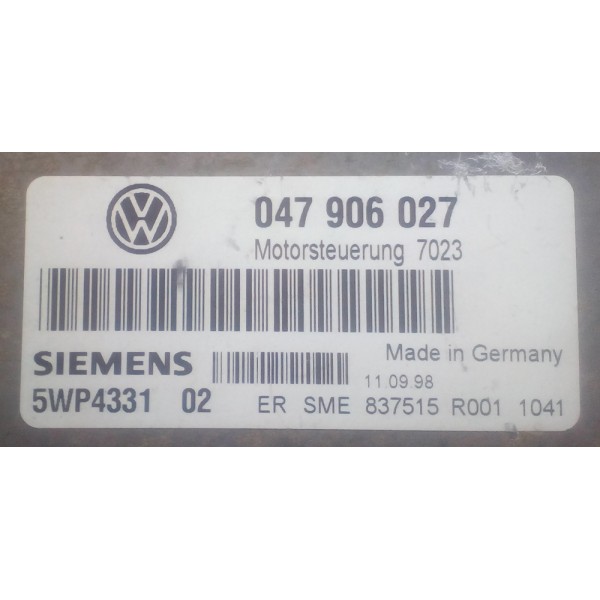 047 906 027
Motorsteuerung 7023
SIEMENS
Made in Germany
11.09.98
5WP4331 02 ER SME 837515 R001 1041